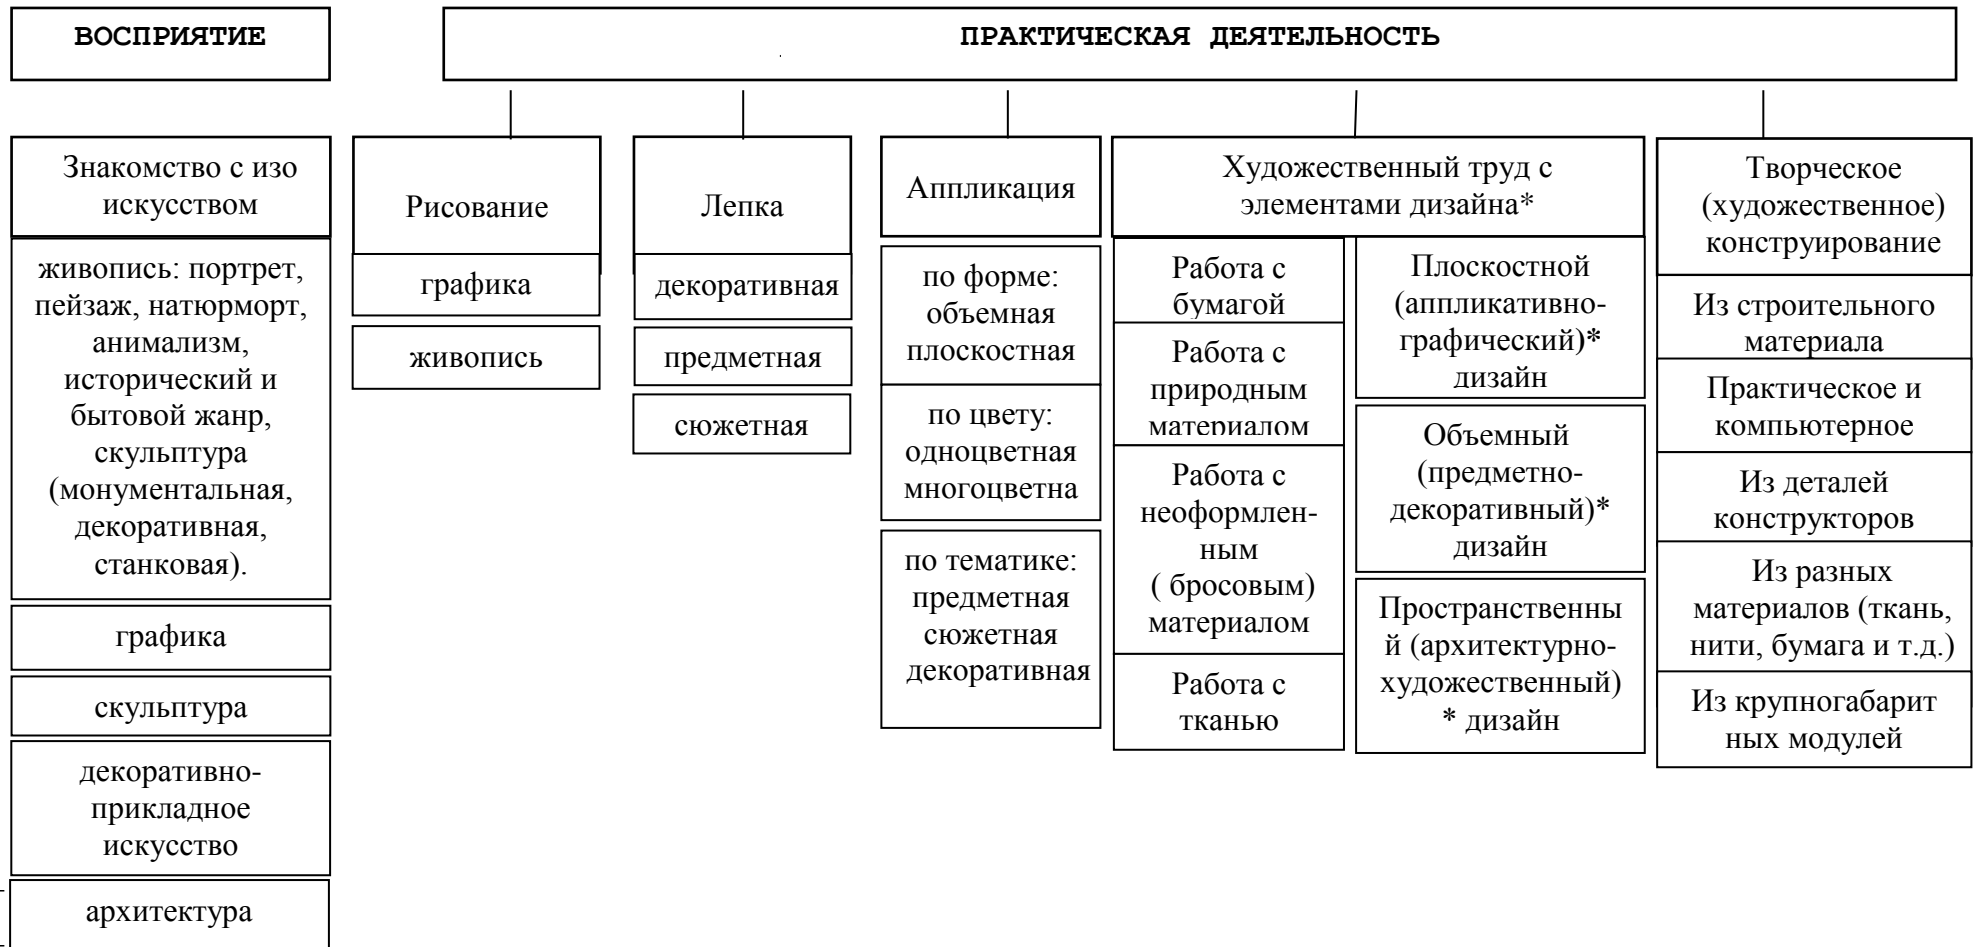 ВОСПРИЯТИЕ
ПРАКТИЧЕСКАЯ ДЕЯТЕЛЬНОСТЬ
Знакомство с изо
искусством
живопись: портрет,
пейзаж, натюрморт,
анимализм,
исторический и
бытовой жанр,
скульптура
(монументальная,
декоративная,
станковая).
графика
скульптура
декоративно-
прикладное
искусство
архитектура
Рисование
графика
живопись
Лепка
декоративная
предметная
сюжетная
Аппликация
по форме:
объемная
плоскостная
по цвету:
одноцветная
многоцветна
по тематике:
предметная
сюжетная
декоративная
Художественный труд с
элементами дизайна*
Работа с
бумагой
Работа с
природным
материалом
Работа с
неоформлен-
ным
( бросовым)
материалом
Работа с
тканью
Плоскостной
(аппликативно-
графический)*
дизайн
Объемный
(предметно-
декоративный)*
дизайн
Пространственны
й (архитектурно-
художественный)
* дизайн
Творческое
(художественное)
конструирование
Из строительного
материала
Практическое и
компьютерное
Из деталей
конструкторов
Из разных
материалов (ткань,
нити, бумага и т.д.)
Из крупногабарит
ных модулей